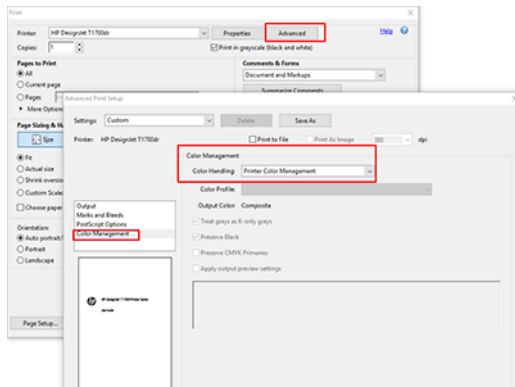 Print
Printer HP DesignJet T1700dr Properties Advanced Help
Copies: 1 Print in grayscale (black and white)
Pages to Print
All
Current page
Pages
More Options
Comments & Forms
Document and Markups
Summarize Comments
Page Sizing & Ha
Size
Fit
Actual size
Shrink oversize
Custom Scale:
Choose paper
Orientation:
Auto portrait/
Portrait
Landscape
Page Setup...
Advanced Print Setup
Settings: Custom Delete Save As
Printer: HP DesignJet T1700dr Print to File Print As Image 300 dpi
Output
Marks and Bleeds
PostScript Options
Color Management
Color Management
Color Handling: Printer Color Management
Color Profile:
Output Color: Composite
Treat grays as K-only grays
Preserve Black
Preserve CMYK Primaries
Apply output preview settings
hp
HP DesignJet T1700 Printer Series